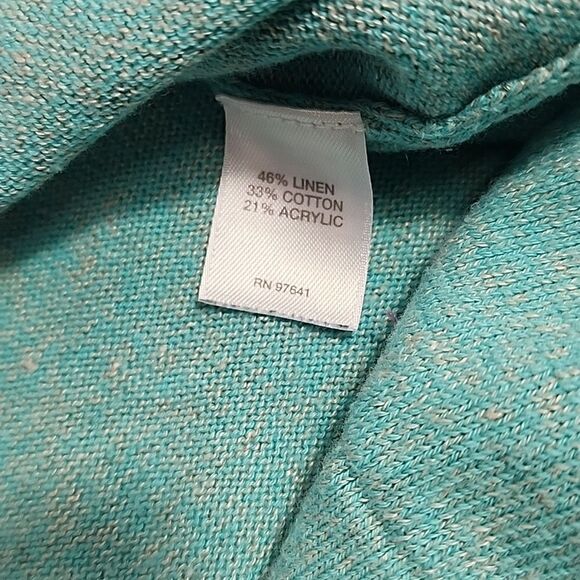 46% LINEN
33% COTTON
21% ACRYLIC
RN 97641